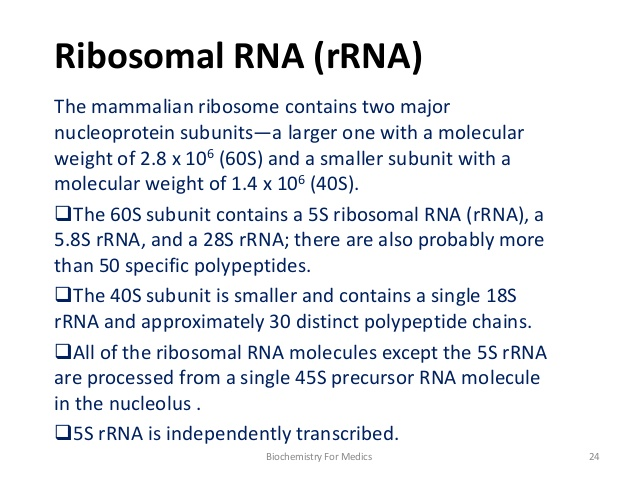 Ribosomal RNA (rRNA)
The mammalian ribosome contains two major
nucleoprotein subunits—a larger one with a molecular
weight of 2.8 x 10⁶ (60S) and a smaller subunit with a
molecular weight of 1.4 x 10⁶ (40S).
❑The 60S subunit contains a 5S ribosomal RNA (rRNA), a
5.8S rRNA, and a 28S rRNA; there are also probably more
than 50 specific polypeptides.
❑The 40S subunit is smaller and contains a single 18S
rRNA and approximately 30 distinct polypeptide chains.
❑All of the ribosomal RNA molecules except the 5S rRNA
are processed from a single 45S precursor RNA molecule
in the nucleolus .
❑5S rRNA is independently transcribed.
Biochemistry For Medics 24